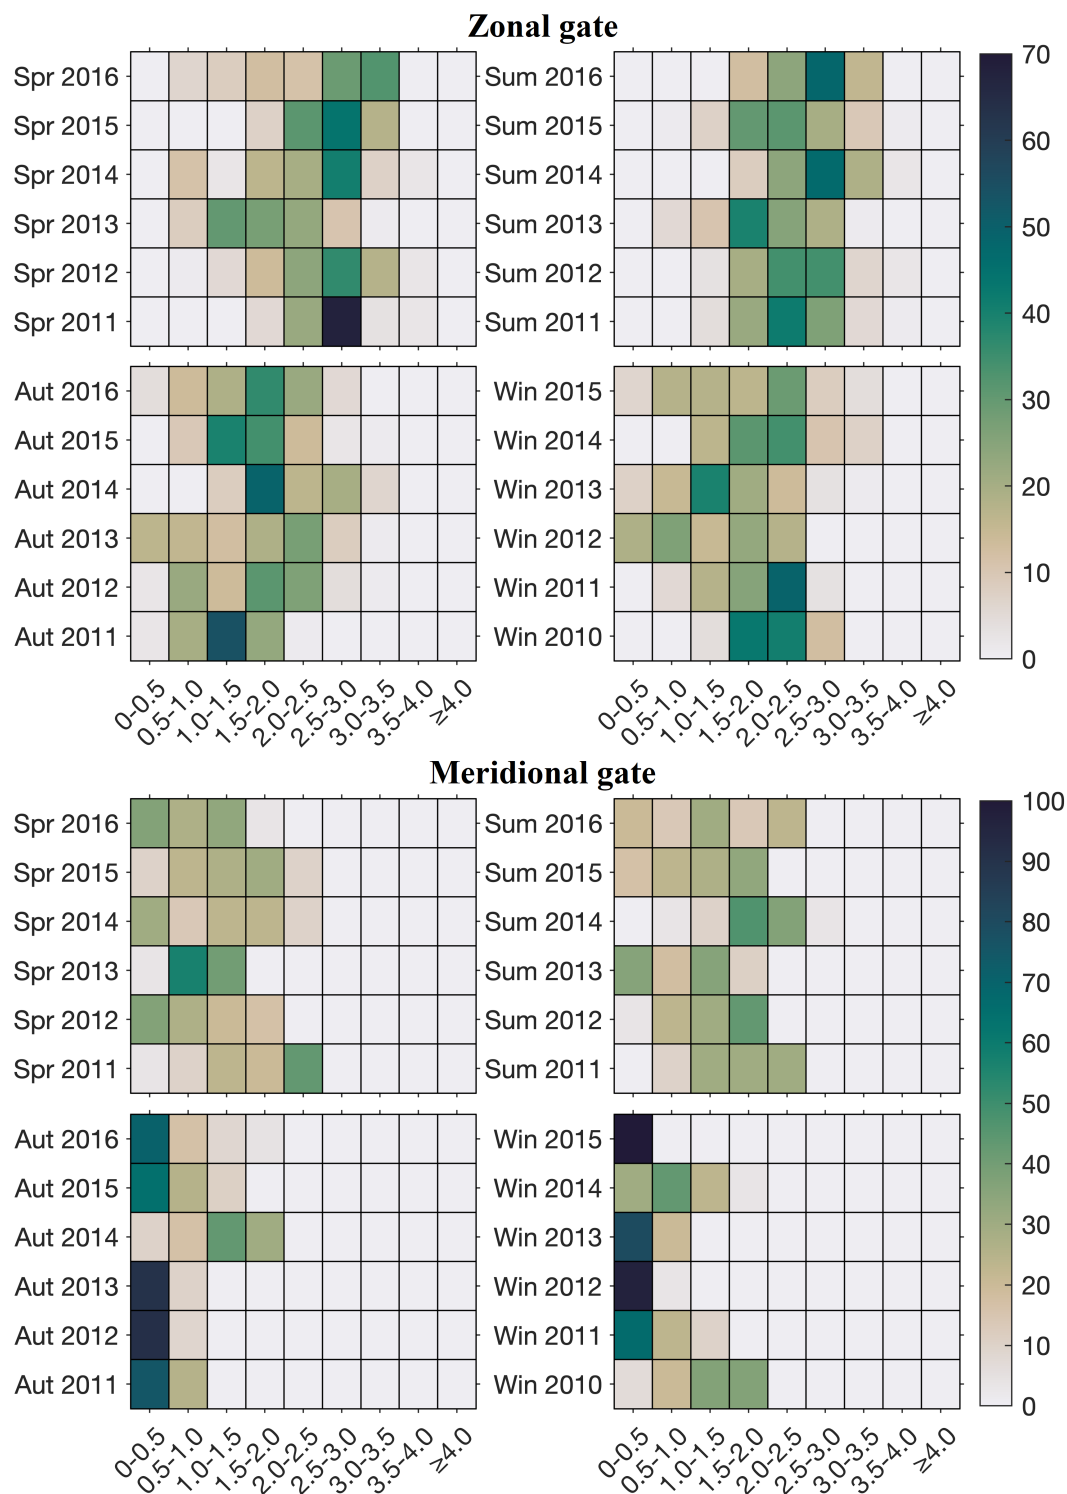 Zonal gate
Spr 2016
Spr 2015
Spr 2014
Spr 2013
Spr 2012
Spr 2011
Sum 2016
Sum 2015
Sum 2014
Sum 2013
Sum 2012
Sum 2011
Aut 2016
Aut 2015
Aut 2014
Aut 2013
Aut 2012
Aut 2011
0-0.5 0.5-1.0 1.0-1.5 1.5-2.0 2.0-2.5 2.5-3.0 3.0-3.5 3.5-4.0 ≥4.0
Win 2015
Win 2014
Win 2013
Win 2012
Win 2011
Win 2010
0-0.5 0.5-1.0 1.0-1.5 1.5-2.0 2.0-2.5 2.5-3.0 3.0-3.5 3.5-4.0 ≥4.0
70
60
50
40
30
20
10
0
Meridional gate
Spr 2016
Spr 2015
Spr 2014
Spr 2013
Spr 2012
Spr 2011
Sum 2016
Sum 2015
Sum 2014
Sum 2013
Sum 2012
Sum 2011
Aut 2016
Aut 2015
Aut 2014
Aut 2013
Aut 2012
Aut 2011
0-0.5 0.5-1.0 1.0-1.5 1.5-2.0 2.0-2.5 2.5-3.0 3.0-3.5 3.5-4.0 ≥4.0
Win 2015
Win 2014
Win 2013
Win 2012
Win 2011
Win 2010
0-0.5 0.5-1.0 1.0-1.5 1.5-2.0 2.0-2.5 2.5-3.0 3.0-3.5 3.5-4.0 ≥4.0
100
90
80
70
60
50
40
30
20
10
0